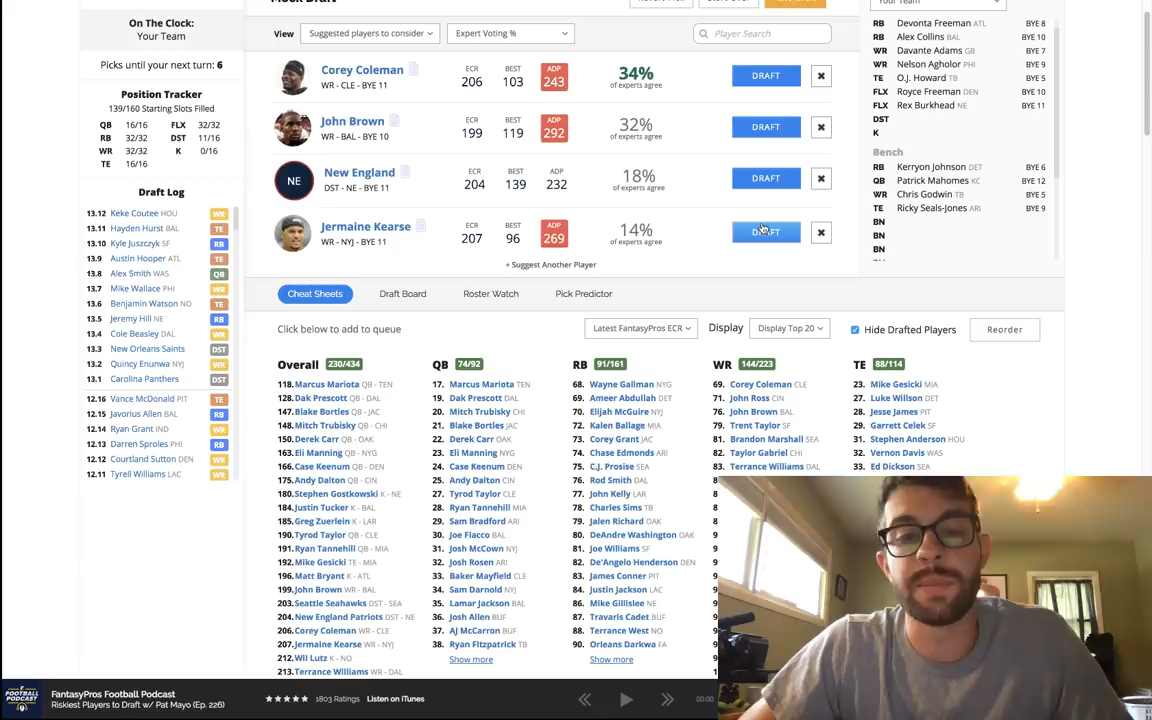 On The Clock:
Your Team
Picks until your next turn: 6
Position Tracker
139/160 Starting Slots Filled
QB 16/16 FLX 32/32
RB 32/32 DST 11/16
WR 32/32 K 0/16
TE 16/16
Draft Log
13.12 Keke Coutee HOU WR
13.11 Hayden Hurst BAL TE
13.10 Kyle Juszczyk SF RB
13.9 Austin Hooper ATL TE
13.8 Alex Smith WAS QB
13.7 Mike Wallace PHI WR
13.6 Benjamin Watson NO TE
13.5 Jeremy Hill NE RB
13.4 Cole Beasley DAL WR
13.3 New Orleans Saints DST
13.2 Quincy Enunwa NYJ WR
13.1 Carolina Panthers DST
12.16 Vance McDonald PIT TE
12.15 Javorius Allen BAL RB
12.14 Ryan Grant IND WR
12.13 Darren Sproles PHI RB
12.12 Courtland Sutton DEN WR
12.11 Tyrell Williams LAC WR
View Suggested players to consider Expert Voting % Player Search
Corey Coleman ECR BEST ADP 34% DRAFT
WR - CLE - BYE 11 206 103 243 of experts agree
John Brown ECR BEST ADP 32% DRAFT
WR - BAL - BYE 10 199 119 292 of experts agree
NE New England ECR BEST ADP 18% DRAFT
DST - NE - BYE 11 204 139 232 of experts agree
Jermaine Kearse ECR BEST ADP 14% DRAFT
WR - NYJ - BYE 11 207 96 269 of experts agree
+ Suggest Another Player
Your Team
RB Devonta Freeman ATL BYE 8
RB Alex Collins BAL BYE 10
WR Davante Adams GB BYE 7
WR Nelson Agholor PHI BYE 9
TE O.J. Howard TB BYE 5
FLX Royce Freeman DEN BYE 10
FLX Rex Burkhead NE BYE 11
DST
K
Bench
RB Kerryon Johnson DET BYE 6
QB Patrick Mahomes KC BYE 12
WR Chris Godwin TB BYE 5
TE Ricky Seals-Jones ARI BYE 9
BN
BN
BN
Cheat Sheets Draft Board Roster Watch Pick Predictor
Click below to add to queue Latest FantasyPros ECR Display Display Top 20 Hide Drafted Players Reorder
Overall 230/434
118. Marcus Mariota QB - TEN
128. Dak Prescott QB - DAL
147. Blake Bortles QB - JAC
148. Mitch Trubisky QB - CHI
150. Derek Carr QB - OAK
163. Eli Manning QB - NYG
166. Case Keenum QB - DEN
175. Andy Dalton QB - CIN
180. Stephen Gostkowski K - NE
184. Justin Tucker K - BAL
185. Greg Zuerlein K - LAR
190. Tyrod Taylor QB - CLE
191. Ryan Tannehill QB - MIA
192. Mike Gesicki TE - MIA
196. Matt Bryant K - ATL
199. John Brown WR - BAL
203. Seattle Seahawks DST - SEA
204. New England Patriots DST - NE
206. Corey Coleman WR - CLE
207. Jermaine Kearse WR - NYJ
212. Wil Lutz K - NO
213. Terrance Williams WR - DAL
QB 74/92
17. Marcus Mariota TEN
19. Dak Prescott DAL
20. Mitch Trubisky CHI
21. Blake Bortles JAC
22. Derek Carr OAK
23. Eli Manning NYG
24. Case Keenum DEN
25. Andy Dalton CIN
27. Tyrod Taylor CLE
28. Ryan Tannehill MIA
29. Sam Bradford ARI
30. Joe Flacco BAL
31. Josh McCown NYJ
32. Josh Rosen ARI
33. Baker Mayfield CLE
34. Sam Darnold NYJ
35. Lamar Jackson BAL
36. Josh Allen BUF
37. AJ McCarron BUF
38. Ryan Fitzpatrick TB
Show more
RB 91/161
68. Wayne Gallman NYG
69. Ameer Abdullah DET
70. Elijah McGuire NYJ
72. Kalen Ballage MIA
73. Corey Grant JAC
74. Chase Edmonds ARI
75. C.J. Prosise SEA
76. Rod Smith DAL
77. John Kelly LAR
78. Charles Sims TB
79. Jalen Richard OAK
80. DeAndre Washington OAK
81. Joe Williams SF
82. De'Angelo Henderson DEN
83. James Conner PIT
84. Justin Jackson LAC
86. Mike Gillislee NE
87. Travaris Cadet BUF
88. Terrance West NO
90. Orleans Darkwa FA
Show more
WR 144/223
69. Corey Coleman CLE
71. John Ross CIN
76. John Brown BAL
79. Trent Taylor SF
81. Brandon Marshall SEA
82. Taylor Gabriel CHI
83. Terrance Williams DAL
TE 88/114
23. Mike Gesicki MIA
27. Luke Willson DET
28. Jesse James PIT
29. Garrett Celek SF
31. Stephen Anderson HOU
32. Vernon Davis WAS
33. Ed Dickson SEA
FOOTBALL PODCAST
FantasyPros Football Podcast
Riskiest Players to Draft w/ Pat Mayo (Ep. 226)
1803 Ratings Listen on iTunes 00:00